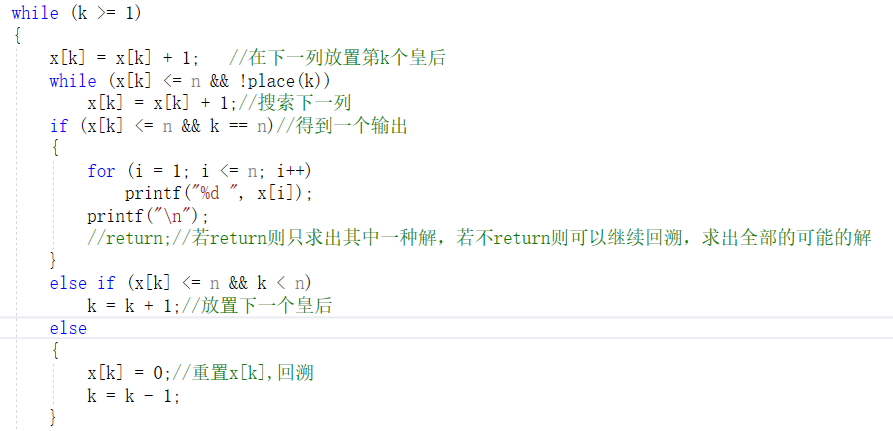 while (k >= 1)
{
x[k] = x[k] + 1;   //在下一列放置第k个皇后
while (x[k] <= n && !place(k))
x[k] = x[k] + 1;//搜索下一列
if (x[k] <= n && k == n)//得到一个输出
{
for (i = 1; i <= n; i++)
printf("%d ", x[i]);
printf("\n");
//return;//若return则只求出其中一种解，若不return则可以继续回溯，求出全部的可能的解
}
else if (x[k] <= n && k < n)
k = k + 1;//放置下一个皇后
else
{
x[k] = 0;//重置x[k],回溯
k = k - 1;
}